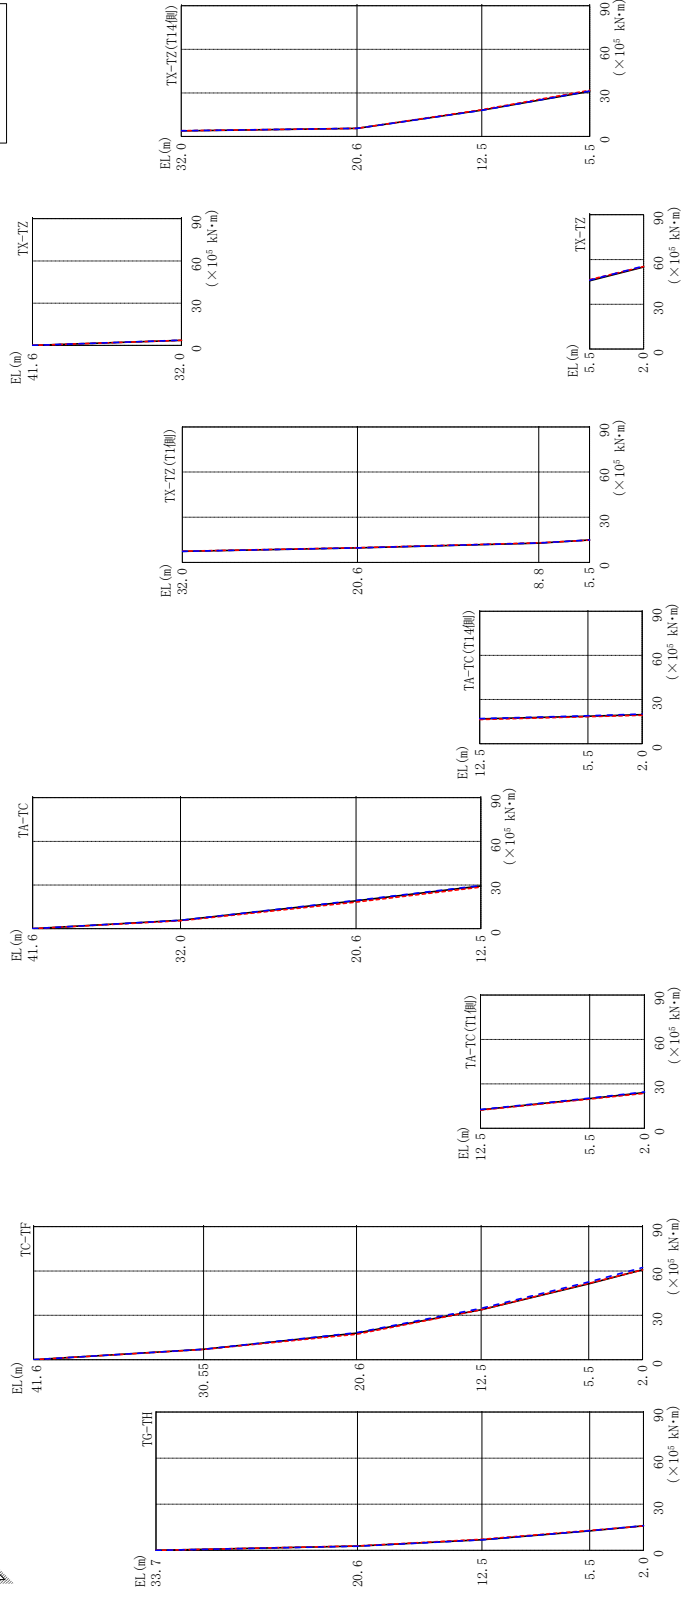 EL(m)
33.7
20.6
12.5
5.5
2.0
TG-TH
0
30
60
90
(×10⁵ kN・m)
EL(m)
41.6
30.55
20.6
12.5
5.5
2.0
TC-TF
0
30
60
90
(×10⁵ kN・m)
EL(m)
12.5
5.5
2.0
TA-TC(T1側)
0
30
60
90
(×10⁵ kN・m)
EL(m)
41.6
32.0
20.6
12.5
TA-TC
0
30
60
90
(×10⁵ kN・m)
EL(m)
12.5
5.5
2.0
TA-TC(T14側)
0
30
60
90
(×10⁵ kN・m)
EL(m)
32.0
20.6
8.8
5.5
TX-TZ(T1側)
0
30
60
90
(×10⁵ kN・m)
EL(m)
41.6
32.0
TX-TZ
0
30
60
90
(×10⁵ kN・m)
EL(m)
5.5
2.0
TX-TZ
0
30
60
90
(×10⁵ kN・m)
EL(m)
32.0
20.6
12.5
5.5
TX-TZ(T14側)
0
30
60
90
(×10⁵ kN・m)